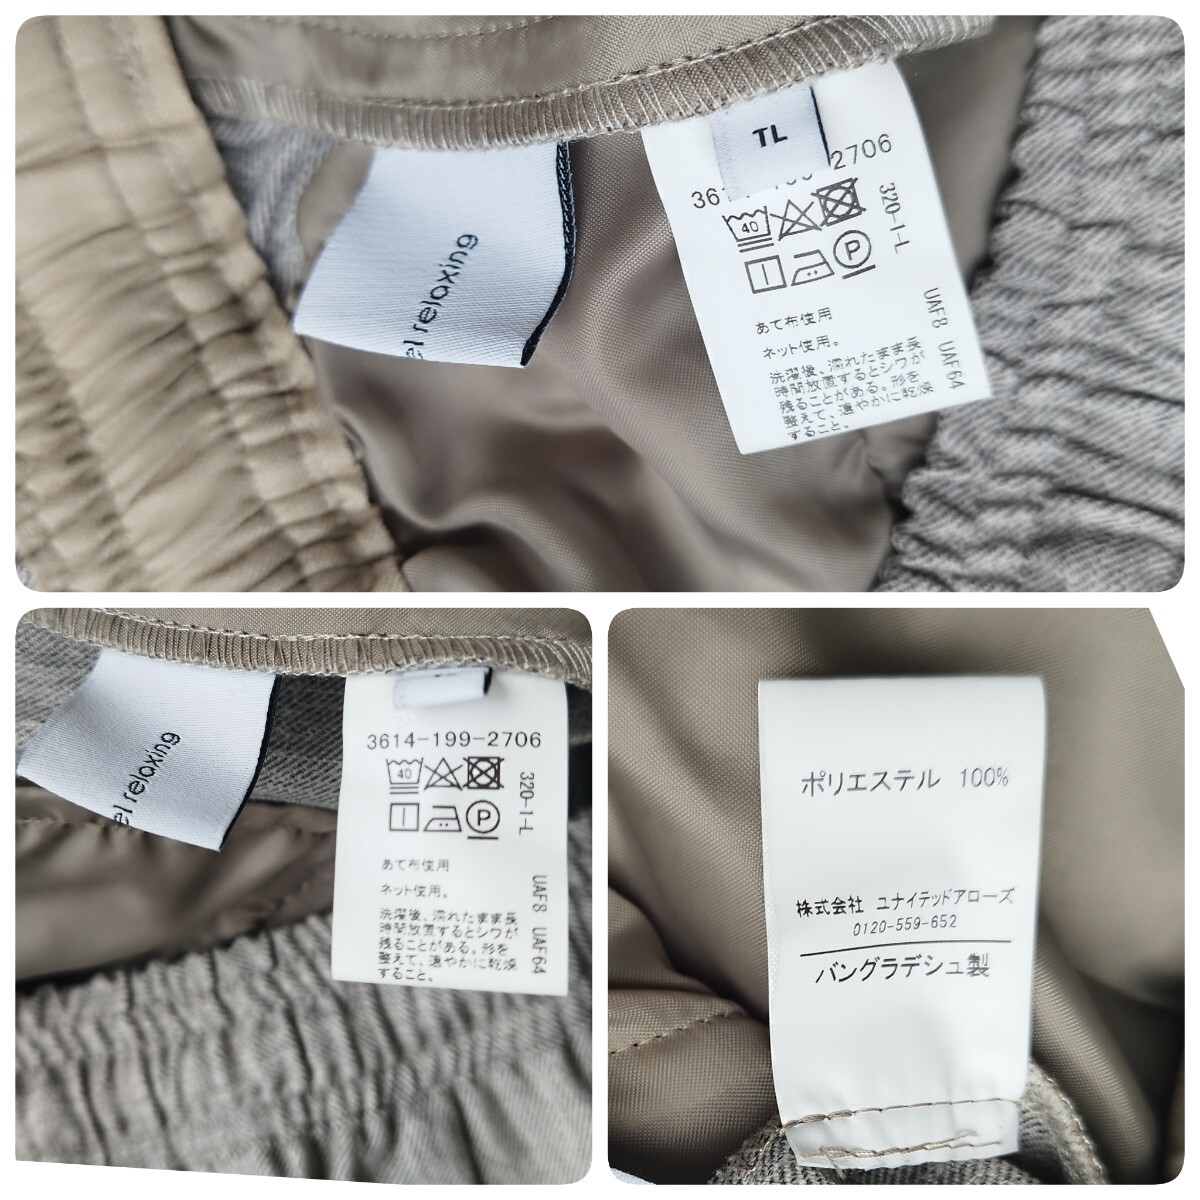 el relaxing
TL
2706
40
P
320-I-L
UAF8 UAF64
あて布使用
ネット使用。
洗濯後、濡れたまま長
時間放置するとシワが
残ることがある。形を
整えて、速やかに乾燥
すること。
el relaxing
3614-199-2706
40
P
320-I-L
UAF8 UAF64
あて布使用
ネット使用。
洗濯後、濡れたまま長
時間放置するとシワが
残ることがある。形を
整えて、速やかに乾燥
すること。
ポリエステル 100%
株式会社 ユナイテッドアローズ
0120-559-652
バングラデシュ製